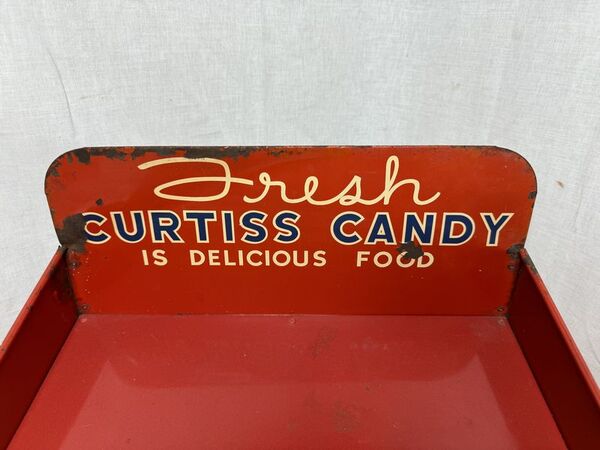 Fresh
CURTISS CANDY
IS DELICIOUS FOOD